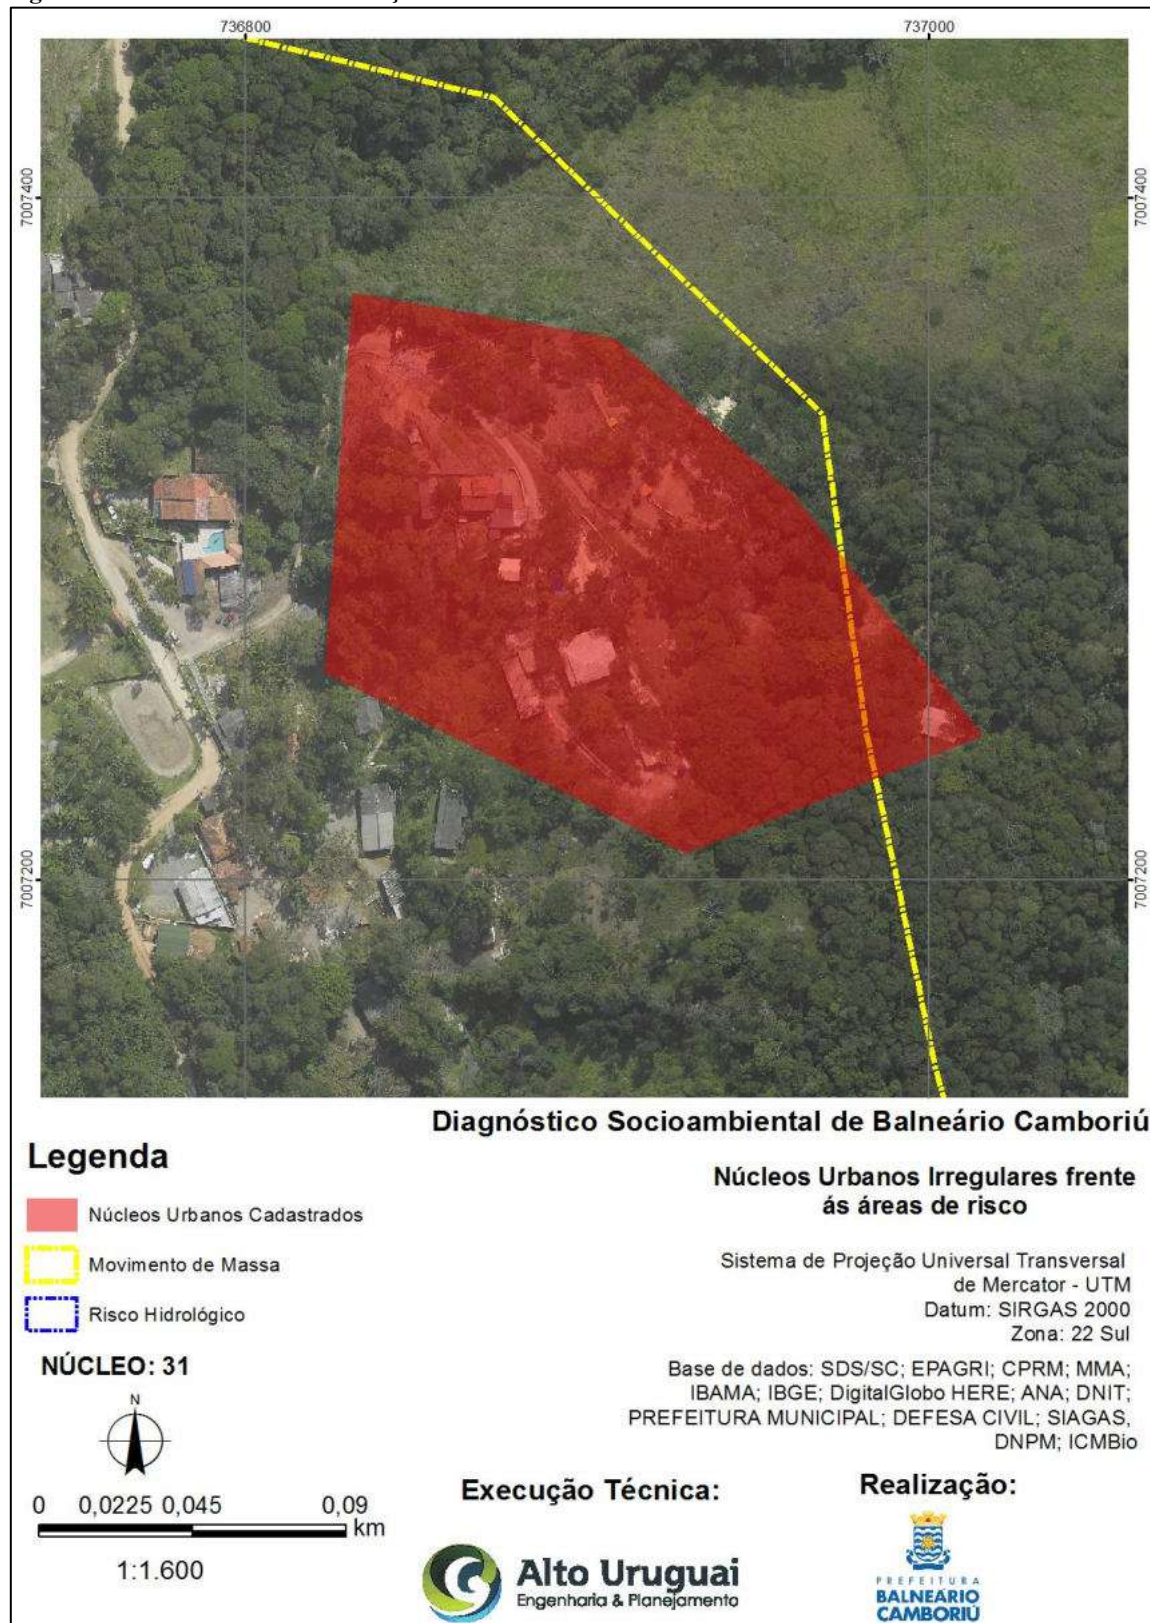 736800
737000
7007400
7007400
7007200
7007200
Diagnóstico Socioambiental de Balneário Camboriú
Legenda
Núcleos Urbanos Cadastrados
Movimento de Massa
Risco Hidrológico
NÚCLEO: 31
N
0 0,0225 0,045 0,09
km
1:1.600
Núcleos Urbanos Irregulares frente
ás áreas de risco
Sistema de Projeção Universal Transversal
de Mercator - UTM
Datum: SIRGAS 2000
Zona: 22 Sul
Base de dados: SDS/SC; EPAGRI; CPRM; MMA;
IBAMA; IBGE; DigitalGlobo HERE; ANA; DNIT;
PREFEITURA MUNICIPAL; DEFESA CIVIL; SIAGAS,
DNPM; ICMBio
Execução Técnica:
Alto Uruguai
Engenharia & Planejamento
Realização:
PREFEITURA
BALNEÁRIO
CAMBORIÚ